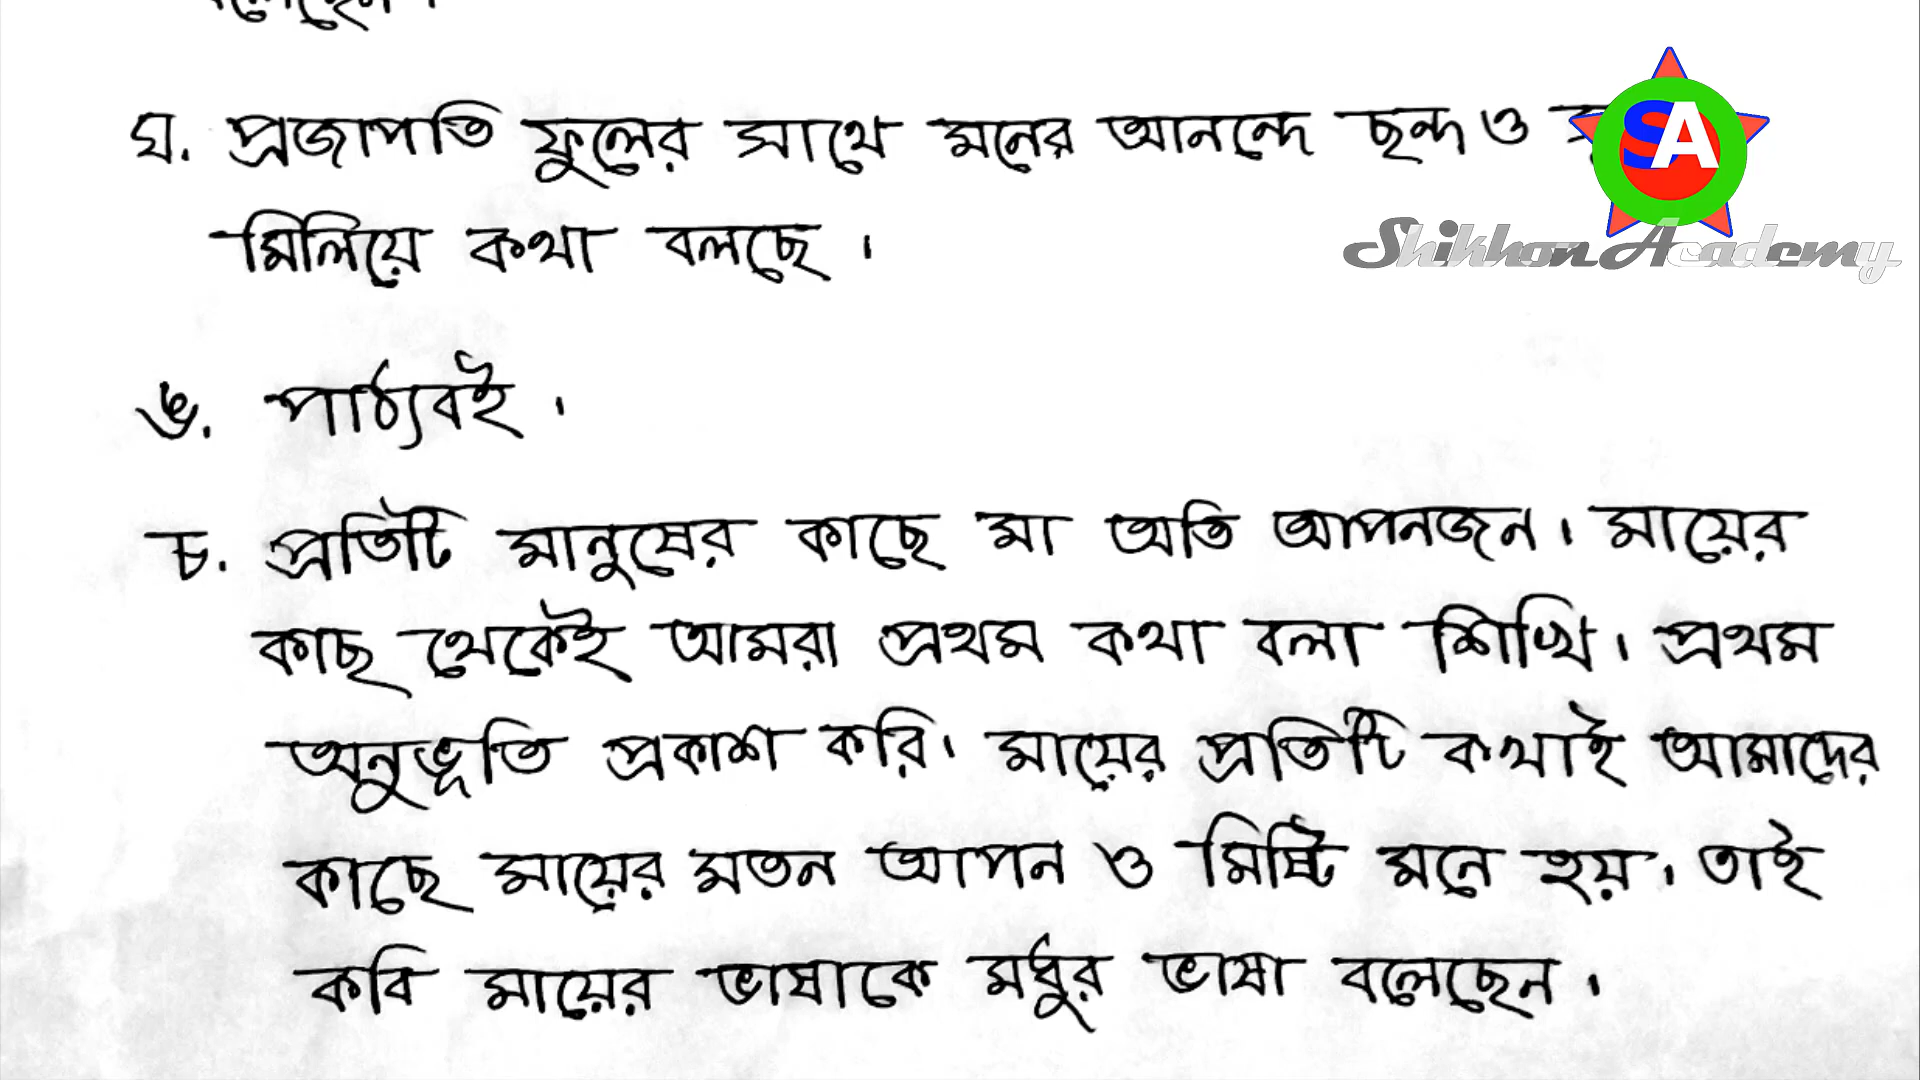 ঘ. প্রজাপতি ফুলের সাথে মনের আনন্দে ছন্দ ও
মিলিয়ে কথা বলছে।
ঙ. পাঠ্যবই।
চ. প্রতিটি মানুষের কাছে মা অতি আপনজন। মায়ের
কাছ থেকেই আমরা প্রথম কথা বলা শিখি। প্রথম
অনুভূতি প্রকাশ করি। মায়ের প্রতিটি কথাই আমাদের
কাছে মায়ের মতন আপন ও মিষ্টি মনে হয়। তাই
কবি মায়ের ভাষাকে মধুর ভাষা বলেছেন।
SA
Shikhon Academy